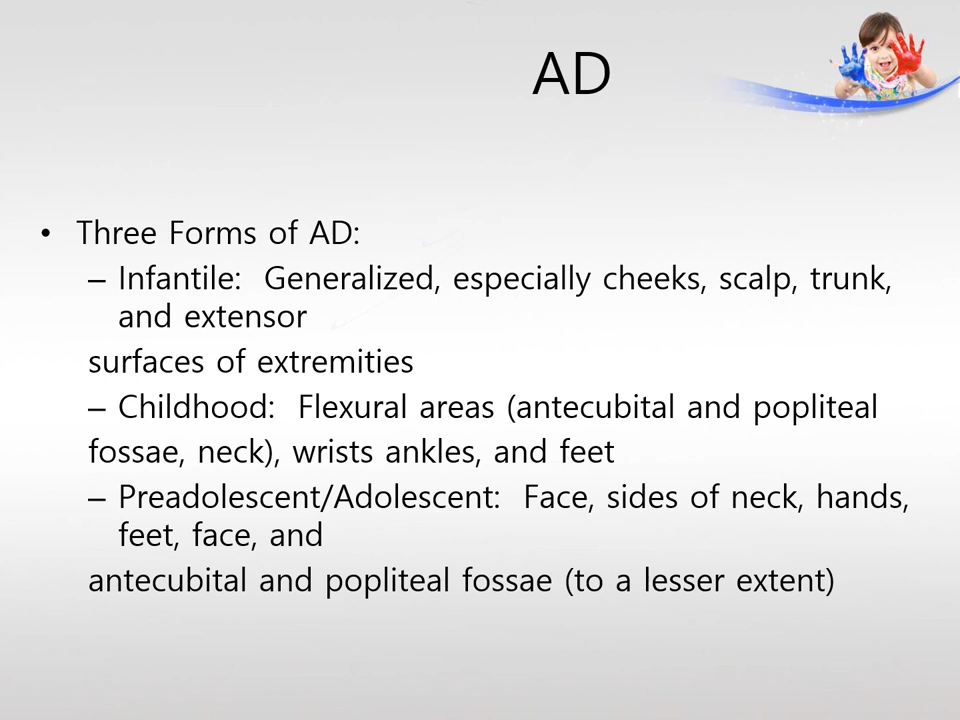 AD
• Three Forms of AD:
– Infantile:  Generalized, especially cheeks, scalp, trunk,
and extensor
surfaces of extremities
– Childhood:  Flexural areas (antecubital and popliteal
fossae, neck), wrists ankles, and feet
– Preadolescent/Adolescent:  Face, sides of neck, hands,
feet, face, and
antecubital and popliteal fossae (to a lesser extent)